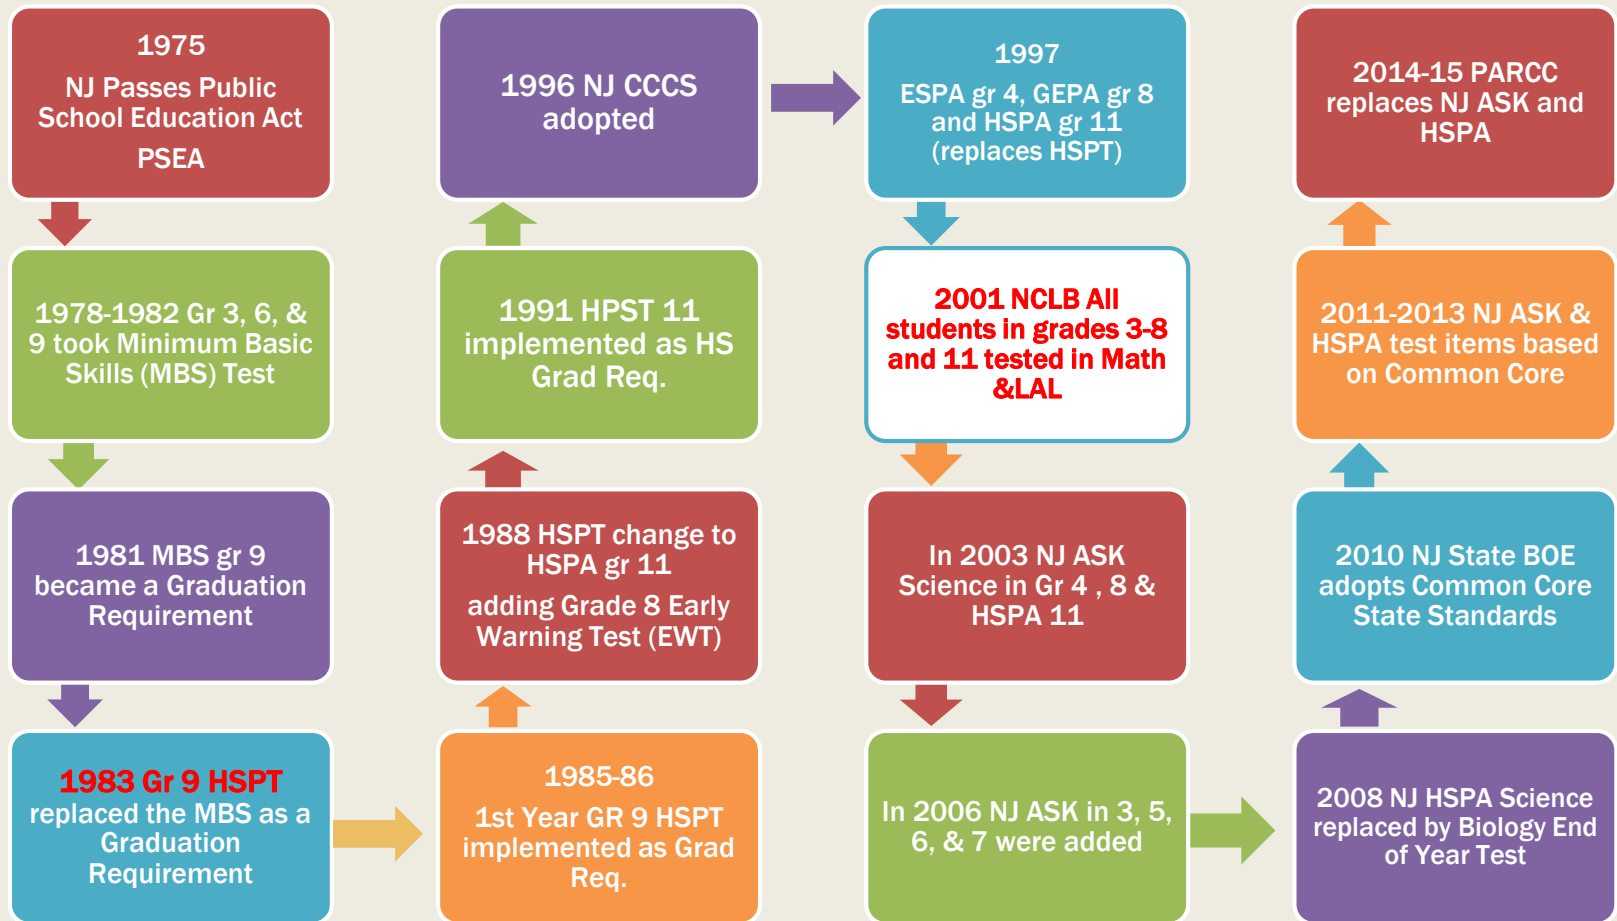 1975
NJ Passes Public
School Education Act
PSEA
1978-1982 Gr 3, 6, &
9 took Minimum Basic
Skills (MBS) Test
1981 MBS gr 9
became a Graduation
Requirement
1983 Gr 9 HSPT
replaced the MBS as a
Graduation
Requirement
1985-86
1st Year GR 9 HSPT
implemented as Grad
Req.
1988 HSPT change to
HSPA gr 11
adding Grade 8 Early
Warning Test (EWT)
1991 HPST 11
implemented as HS
Grad Req.
1996 NJ CCCS
adopted
1997
ESPA gr 4, GEPA gr 8
and HSPA gr 11
(replaces HSPT)
2001 NCLB All
students in grades 3-8
and 11 tested in Math
&LAL
In 2003 NJ ASK
Science in Gr 4 , 8 &
HSPA 11
In 2006 NJ ASK in 3, 5,
6, & 7 were added
2008 NJ HSPA Science
replaced by Biology End
of Year Test
2010 NJ State BOE
adopts Common Core
State Standards
2011-2013 NJ ASK &
HSPA test items based
on Common Core
2014-15 PARCC
replaces NJ ASK and
HSPA